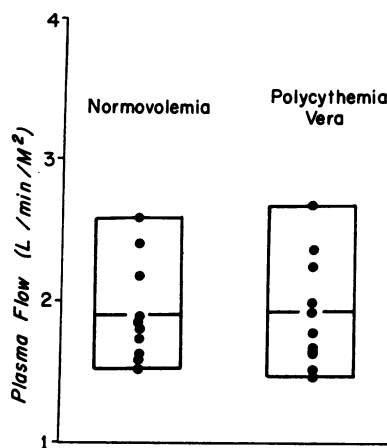 4
Normovolemia
Polycythemia
Vera
3
Plasma Flow (L/min/M²)
2
1